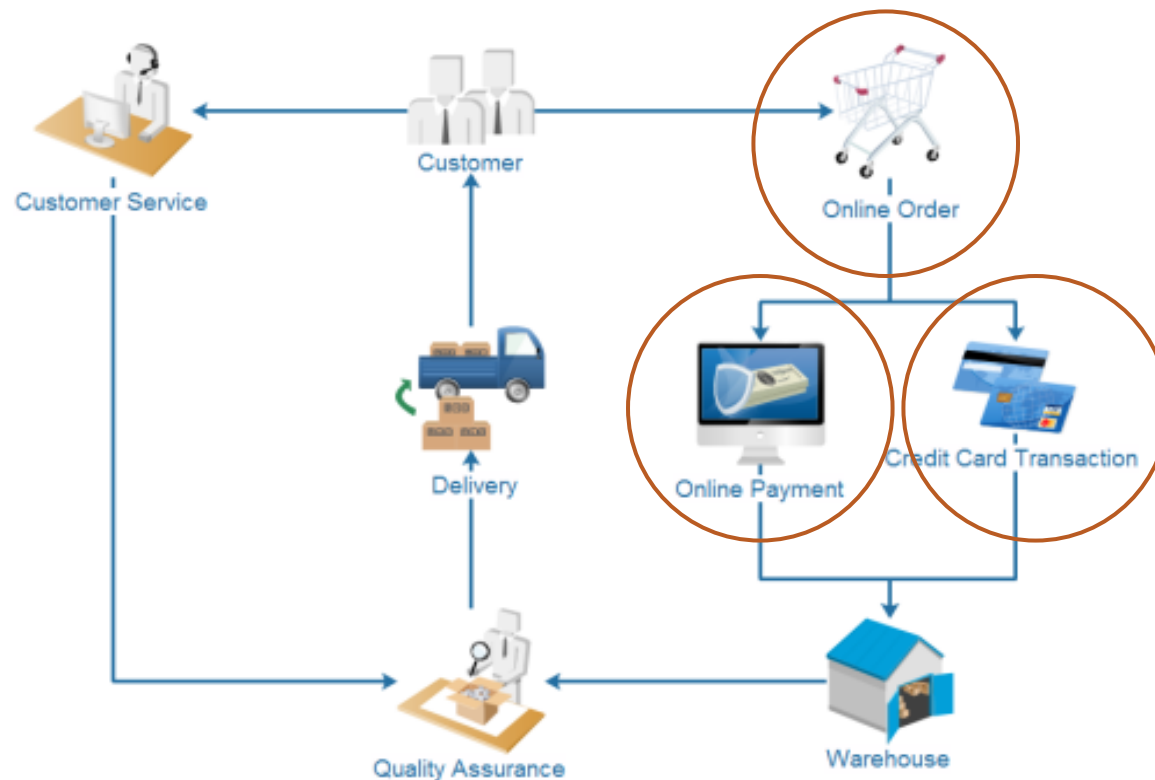 Customer
Customer Service
Online Order
Delivery
Online Payment
Credit Card Transaction
Quality Assurance
Warehouse